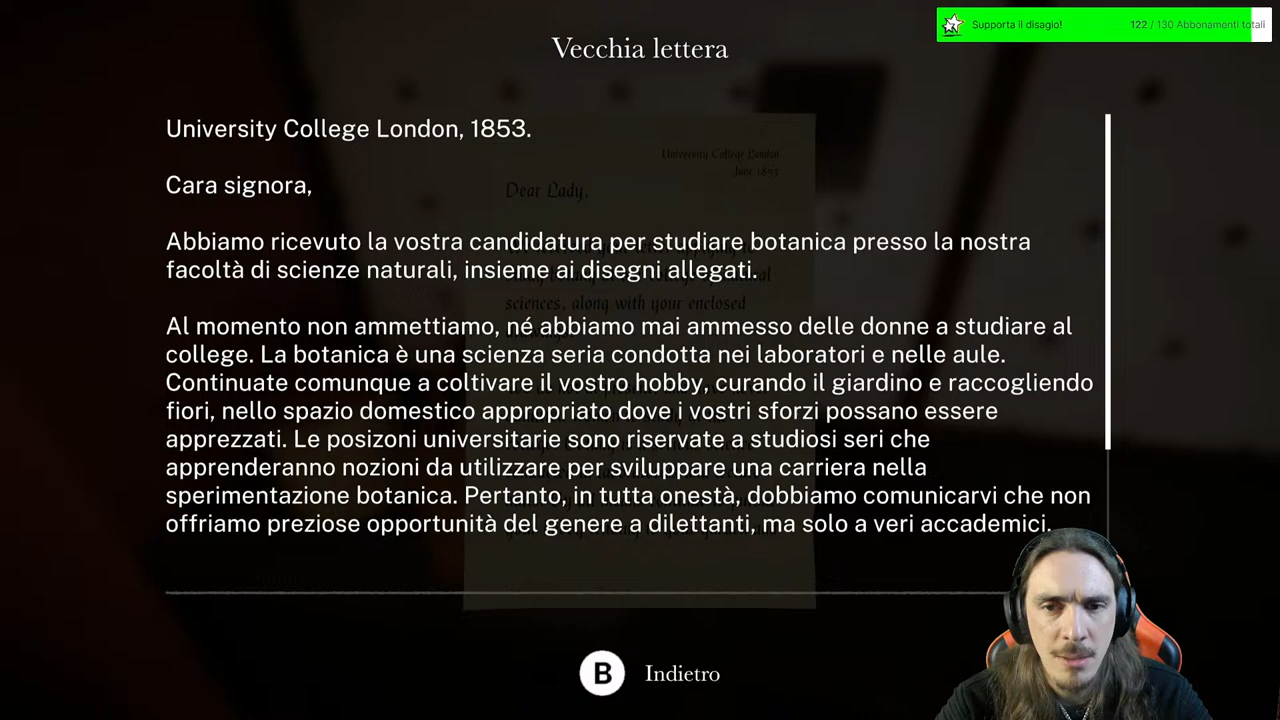 Supporta il disagio! 122 / 130 Abbonamenti totali
Vecchia lettera
University College London, 1853.
University College London
June 1853
Cara signora,
Dear Lady,
Abbiamo ricevuto la vostra candidatura per studiare botanica presso la nostra
facoltà di scienze naturali, insieme ai disegni allegati.
sciences, along with your enclosed
Al momento non ammettiamo, né abbiamo mai ammesso delle donne a studiare al
college. La botanica è una scienza seria condotta nei laboratori e nelle aule.
Continuate comunque a coltivare il vostro hobby, curando il giardino e raccogliendo
fiori, nello spazio domestico appropriato dove i vostri sforzi possano essere
apprezzati. Le posizoni universitarie sono riservate a studiosi seri che
apprenderanno nozioni da utilizzare per sviluppare una carriera nella
sperimentazione botanica. Pertanto, in tutta onestà, dobbiamo comunicarvi che non
offriamo preziose opportunità del genere a dilettanti, ma solo a veri accademici.
B Indietro